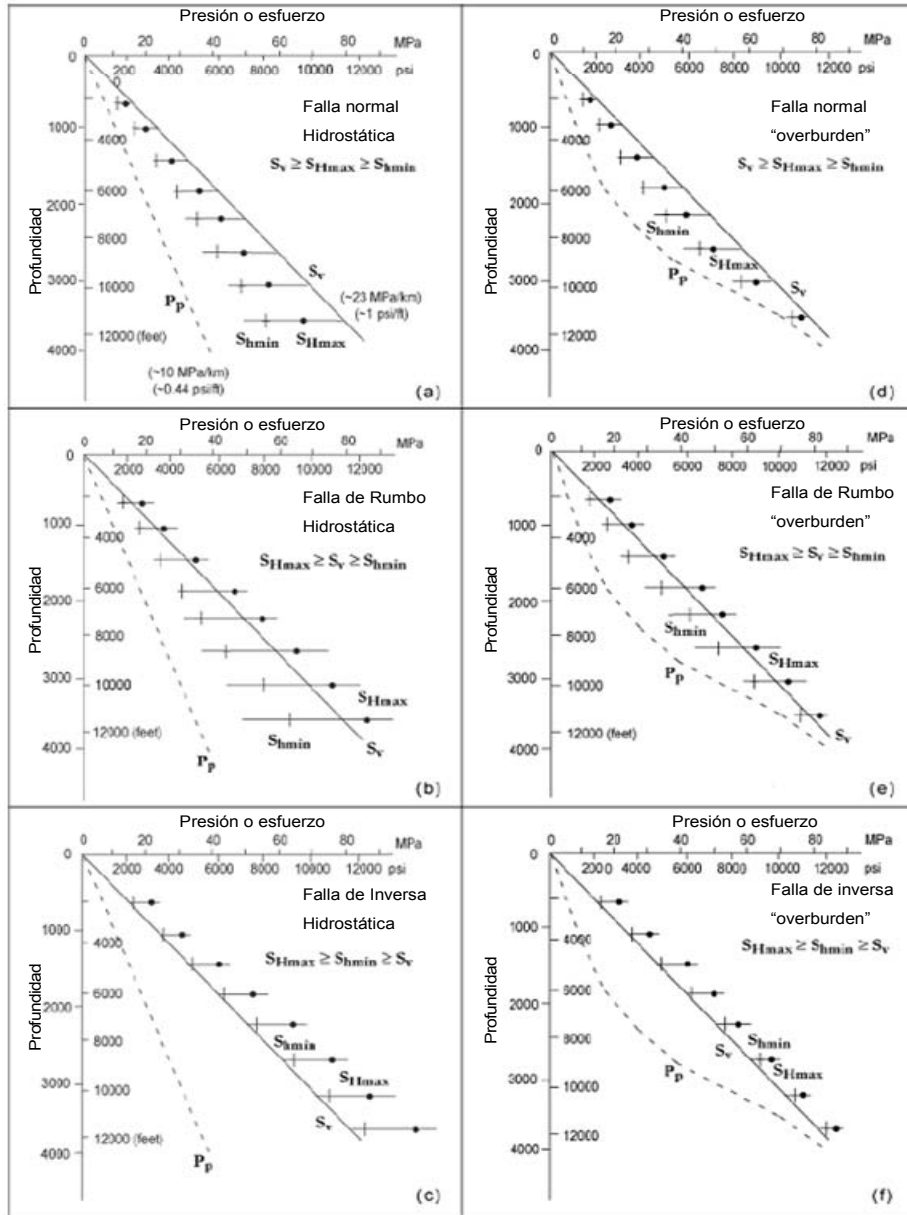 Presión o esfuerzo
0 20 40 60 80 MPa
2000 4000 6000 8000 10000 12000 psi
0
Falla normal
Hidrostática
Sv ≥ SHmax ≥ Shmin
1000
4000
6000
2000
8000
3000
10000
12000 (feet)
4000
Profundidad
Pp
Sv
(~23 MPa/km)
(~1 psi/ft)
Shmin SHmax
(~10 MPa/km)
(~0.44 psi/ft)
(a)
Presión o esfuerzo
0 20 40 60 80 MPa
2000 4000 6000 8000 10000 12000 psi
0
Falla normal
“overburden”
Sv ≥ SHmax ≥ Shmin
1000
4000
6000
2000
8000
3000
10000
12000
4000
Profundidad
Shmin
SHmax
Pp
Sv
(d)
Presión o esfuerzo
0 20 40 60 80 MPa
2000 4000 6000 8000 10000 12000 psi
0
Falla de Rumbo
Hidrostática
SHmax ≥ Sv ≥ Shmin
1000
4000
6000
2000
8000
3000
10000
12000 (feet)
4000
Profundidad
SHmax
Shmin
Sv
Pp
(b)
Presión o esfuerzo
0 20 40 60 80 MPa
2000 4000 6000 8000 10000 12000 psi
0
Falla de Rumbo
“overburden”
SHmax ≥ Sv ≥ Shmin
1000
4000
6000
2000
8000
3000
10000
12000 (feet)
4000
Profundidad
Shmin
SHmax
Pp
Sv
(e)
Presión o esfuerzo
0 20 40 60 80 MPa
2000 4000 6000 8000 10000 12000 psi
0
Falla de Inversa
Hidrostática
SHmax ≥ Shmin ≥ Sv
1000
4000
6000
2000
8000
3000
10000
12000 (feet)
4000
Profundidad
Shmin
SHmax
Sv
Pp
(c)
Presión o esfuerzo
0 20 40 60 80 MPa
2000 4000 6000 8000 10000 12000 psi
0
Falla de inversa
“overburden”
SHmax ≥ Shmin ≥ Sv
1000
4000
6000
2000
8000
3000
10000
12000
4000
Profundidad
Shmin
Sv
SHmax
Pp
(f)